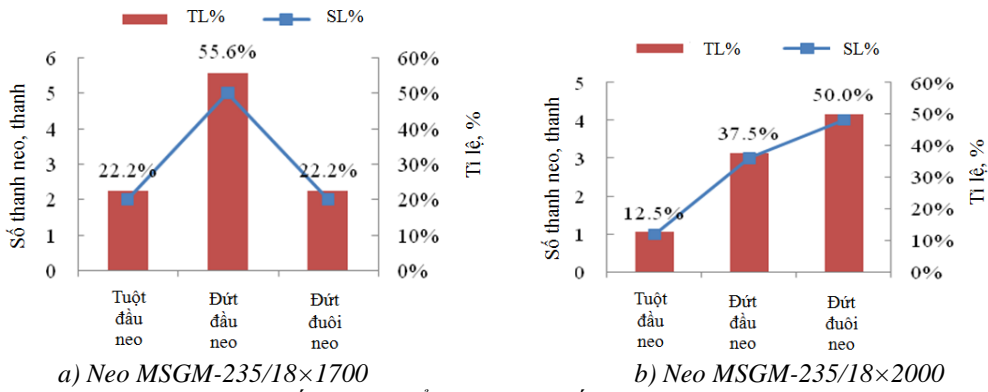 TL% SL%
6
5
4
3
2
1
0
Số thanh neo, thanh
60%
50%
40%
30%
20%
10%
0%
Tỉ lệ, %
22.2%
55.6%
22.2%
Tuột đầu neo
Đứt đầu neo
Đứt đuôi neo
a) Neo MSGM-235/18×1700
TL% SL%
5
4
3
2
1
0
Số thanh neo, thanh
60%
50%
40%
30%
20%
10%
0%
Tỉ lệ, %
12.5%
37.5%
50.0%
Tuột đầu neo
Đứt đầu neo
Đứt đuôi neo
b) Neo MSGM-235/18×2000